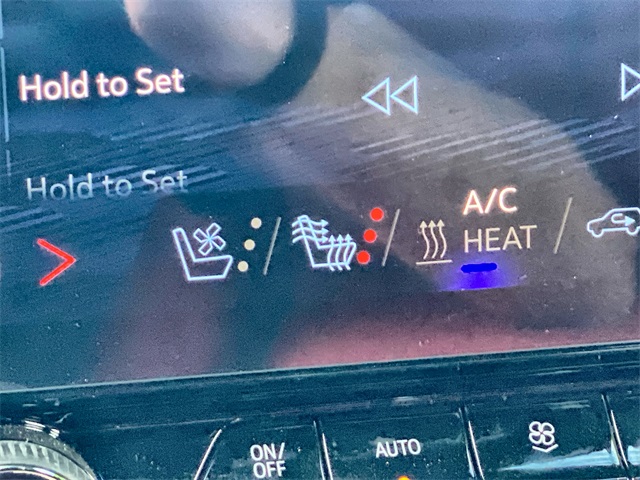 Hold to Set
Hold to Set
A/C
HEAT
ON/
OFF
AUTO